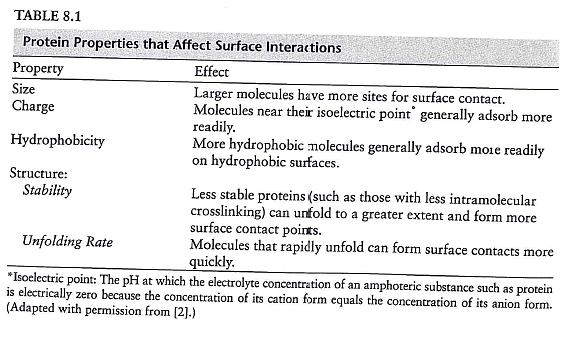 TABLE 8.1
Protein Properties that Affect Surface Interactions
Property Effect
Size Larger molecules have more sites for surface contact.
Charge Molecules near their isoelectric point* generally adsorb more
readily.
Hydrophobicity More hydrophobic molecules generally adsorb more readily
on hydrophobic surfaces.
Structure:
Stability Less stable proteins (such as those with less intramolecular
crosslinking) can unfold to a greater extent and form more
surface contact points.
Unfolding Rate Molecules that rapidly unfold can form surface contacts more
quickly.
*Isoelectric point: The pH at which the electrolyte concentration of an amphoteric substance such as protein
is electrically zero because the concentration of its cation form equals the concentration of its anion form.
(Adapted with permission from [2].)